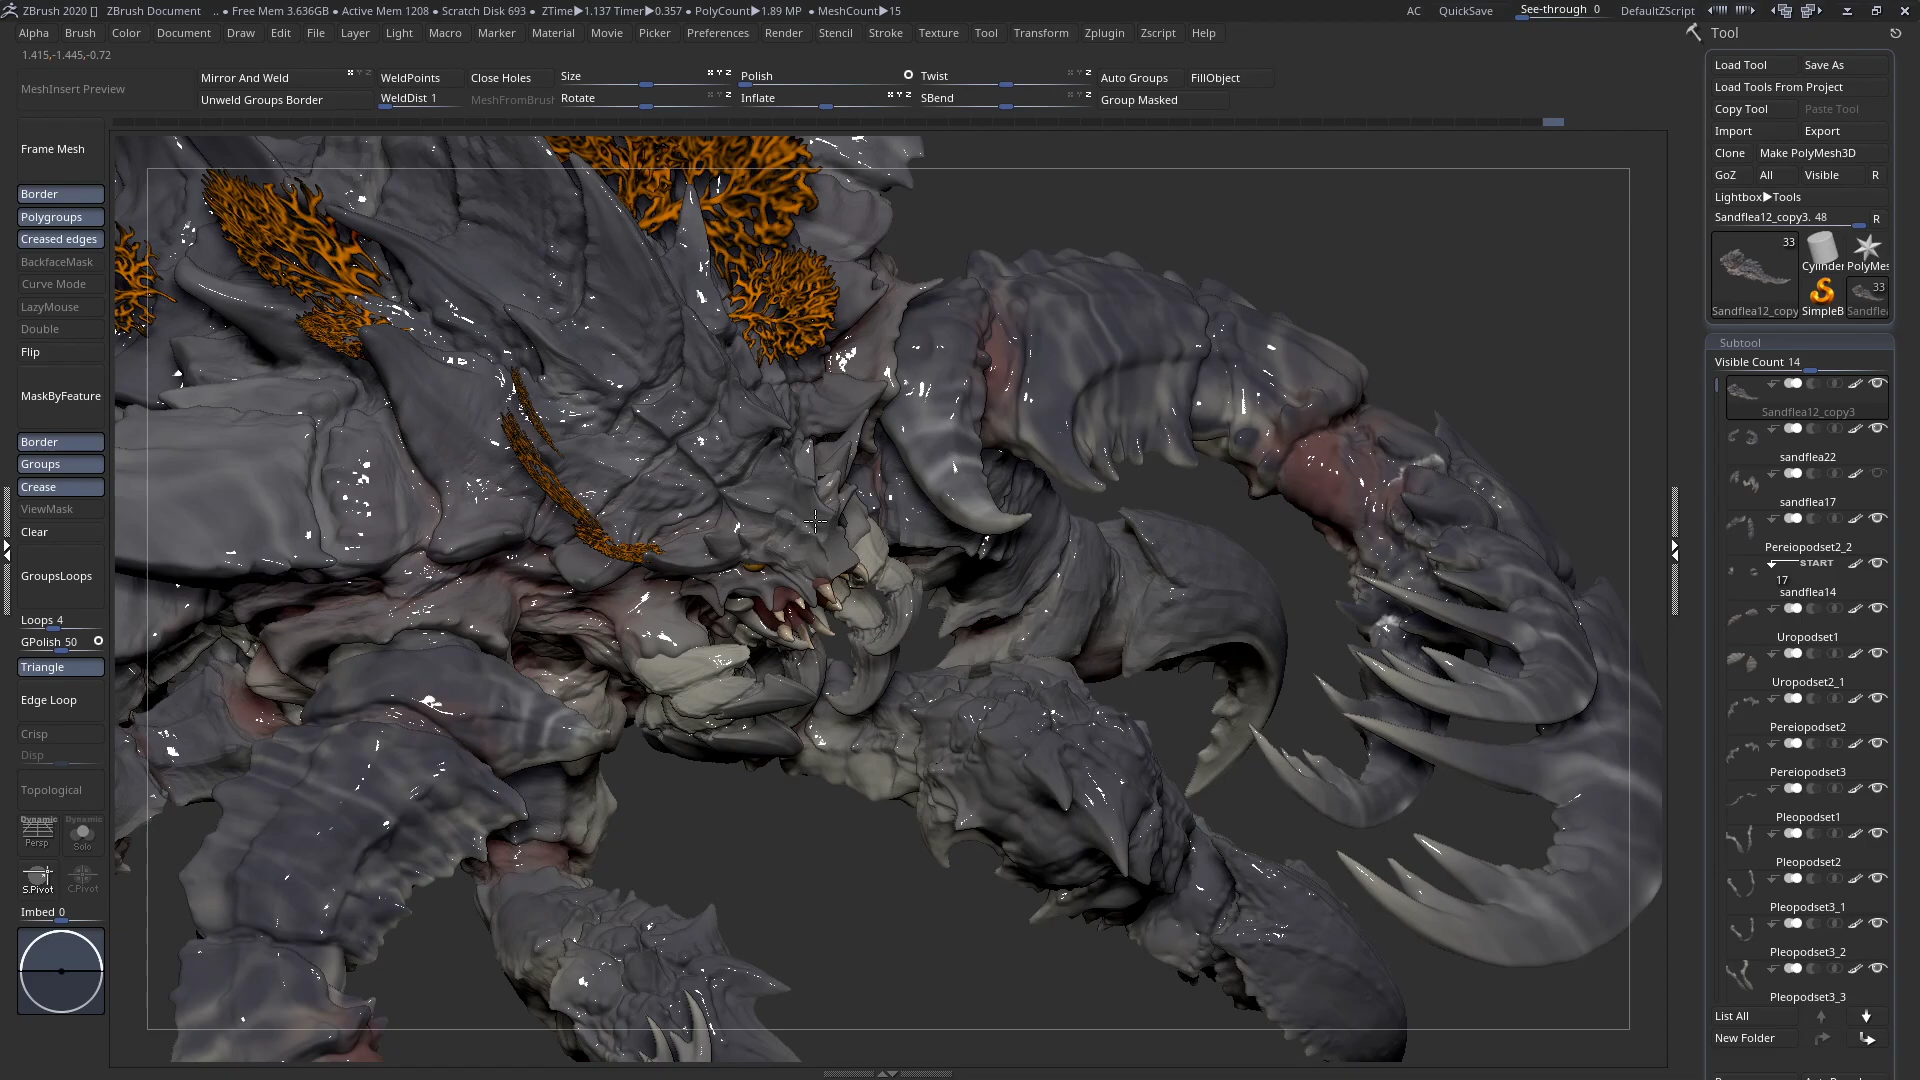 ZBrush 2020 [] ZBrush Document .. • Free Mem 3.636GB • Active Mem 1208 • Scratch Disk 693 • ZTime▶1.137 Timer▶0.357 • PolyCount▶1.89 MP • MeshCount▶15 AC QuickSave See-through 0 DefaultZScript
Alpha Brush Color Document Draw Edit File Layer Light Macro Marker Material Movie Picker Preferences Render Stencil Stroke Texture Tool Transform Zplugin Zscript Help
1.415,-1.445,-0.72
MeshInsert Preview
Mirror And Weld WeldPoints Close Holes Size Polish Twist Auto Groups FillObject
Unweld Groups Border WeldDist 1 MeshFromBrush Rotate Inflate SBend Group Masked
Frame Mesh
Border
Polygroups
Creased edges
BackfaceMask
Curve Mode
LazyMouse
Double
Flip
MaskByFeature
Border
Groups
Crease
ViewMask
Clear
GroupsLoops
Loops 4
GPolish 50
Triangle
Edge Loop
Crisp
Disp
Topological
Dynamic Dynamic
Persp Solo
S.Pivot C.Pivot
Imbed 0
Tool
Load Tool Save As
Load Tools From Project
Copy Tool Paste Tool
Import Export
Clone Make PolyMesh3D
GoZ All Visible R
Lightbox▶Tools
Sandflea12_copy3. 48 R
33
Cylinder PolyMes
33
Sandflea12_copy SimpleB Sandflea
Subtool
Visible Count 14
Sandflea12_copy3
sandflea22
sandflea17
Pereiopodset2_2
START
17
sandflea14
Uropodset1
Uropodset2_1
Pereiopodset2
Pereiopodset3
Pleopodset1
Pleopodset2
Pleopodset3_1
Pleopodset3_2
Pleopodset3_3
List All
New Folder